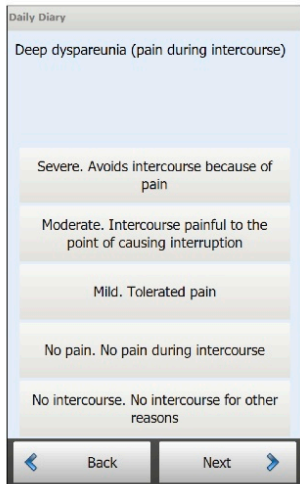 Daily Diary
Deep dyspareunia (pain during intercourse)
Severe. Avoids intercourse because of
pain
Moderate. Intercourse painful to the
point of causing interruption
Mild. Tolerated pain
No pain. No pain during intercourse
No intercourse. No intercourse for other
reasons
Back
Next